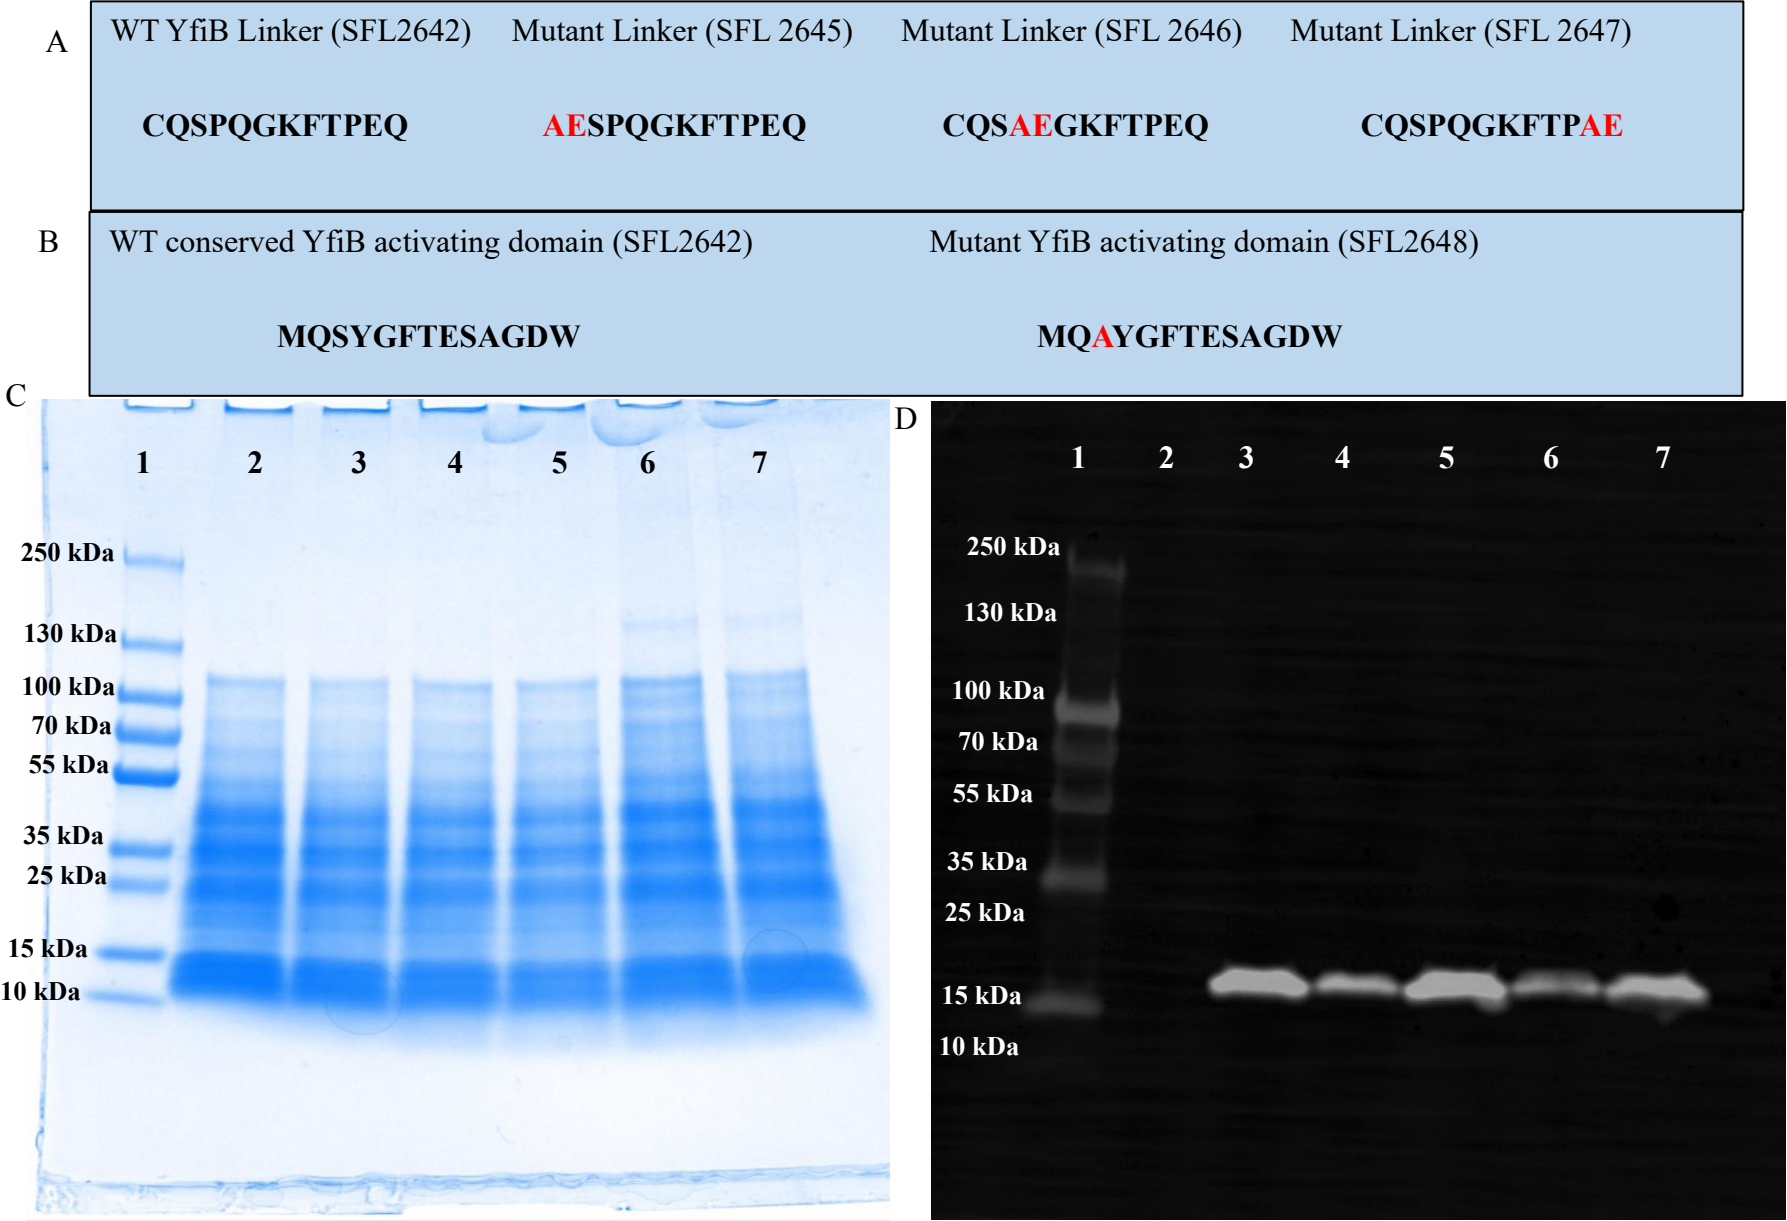 A
WT YfiB Linker (SFL2642) Mutant Linker (SFL 2645) Mutant Linker (SFL 2646) Mutant Linker (SFL 2647)
CQSPQGKFTPEQ AESPQGKFTPEQ CQSAEGKFTPEQ CQSPQGKFTPAE
B
WT conserved YfiB activating domain (SFL2642) Mutant YfiB activating domain (SFL2648)
MQSYGFTESAGDW MQAYGFTESAGDW
C
1 2 3 4 5 6 7
250 kDa
130 kDa
100 kDa
70 kDa
55 kDa
35 kDa
25 kDa
15 kDa
10 kDa
D
1 2 3 4 5 6 7
250 kDa
130 kDa
100 kDa
70 kDa
55 kDa
35 kDa
25 kDa
15 kDa
10 kDa